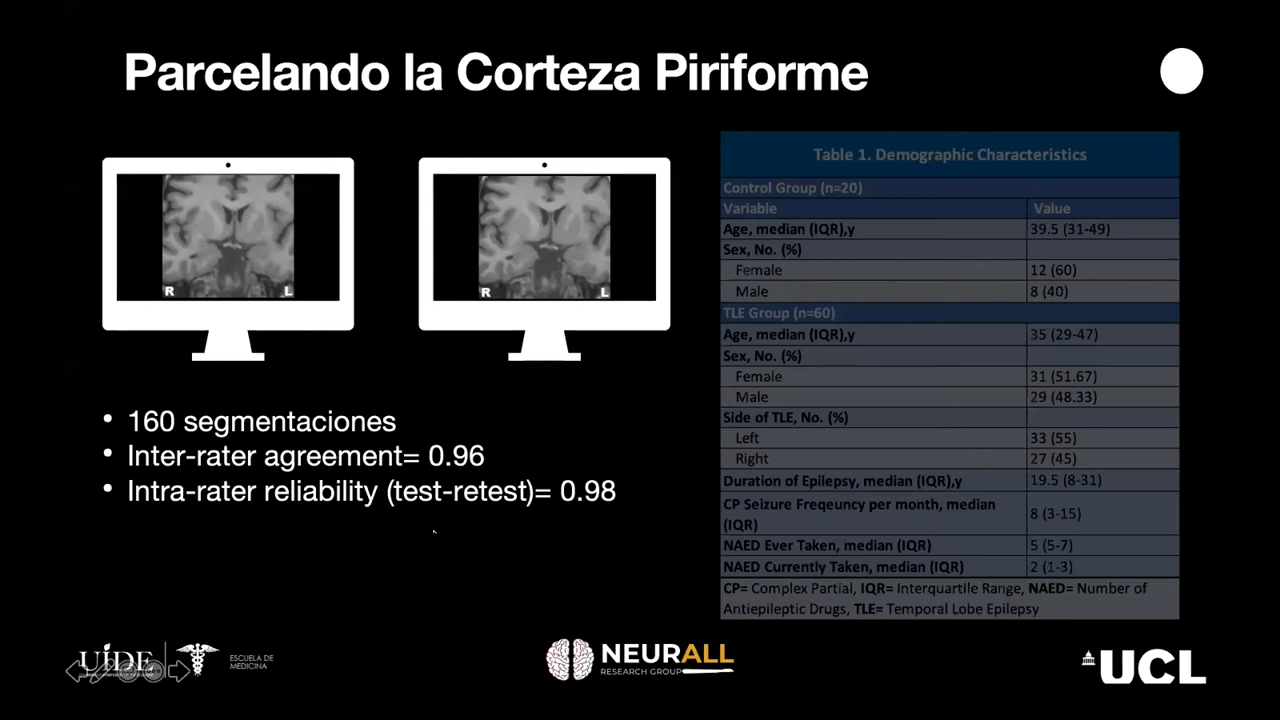 Parcelando la Corteza Piriforme
R L
R L
160 segmentaciones
Inter-rater agreement= 0.96
Intra-rater reliability (test-retest)= 0.98
Table 1. Demographic Characteristics
Control Group (n=20)
Variable Value
Age, median (IQR),y 39.5 (31-49)
Sex, No. (%)
Female 12 (60)
Male 8 (40)
TLE Group (n=60)
Age, median (IQR),y 35 (29-47)
Sex, No. (%)
Female 31 (51.67)
Male 29 (48.33)
Side of TLE, No. (%)
Left 33 (55)
Right 27 (45)
Duration of Epilepsy, median (IQR),y 19.5 (8-31)
CP Seizure Freqeuncy per month, median
(IQR) 8 (3-15)
NAED Ever Taken, median (IQR) 5 (5-7)
NAED Currently Taken, median (IQR) 2 (1-3)
CP= Complex Partial, IQR= Interquartile Range, NAED= Number of
Antiepileptic Drugs, TLE= Temporal Lobe Epilepsy
UIDE
ESCUELA DE
MEDICINA
NEURALL
RESEARCH GROUP
UCL